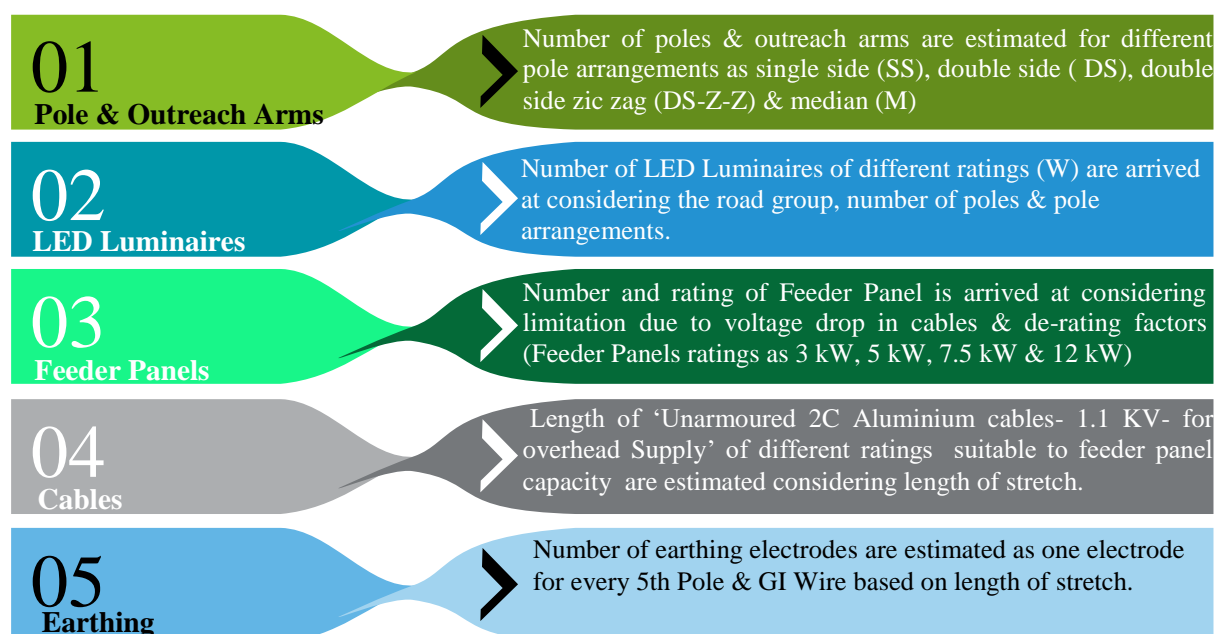 01
Pole & Outreach Arms
Number of poles & outreach arms are estimated for different
pole arrangements as single side (SS), double side ( DS), double
side zic zag (DS-Z-Z) & median (M)
02
LED Luminaires
Number of LED Luminaires of different ratings (W) are arrived
at considering the road group, number of poles & pole
arrangements.
03
Feeder Panels
Number and rating of Feeder Panel is arrived at considering
limitation due to voltage drop in cables & de-rating factors
(Feeder Panels ratings as 3 kW, 5 kW, 7.5 kW & 12 kW)
04
Cables
Length of ‘Unarmoured 2C Aluminium cables- 1.1 KV- for
overhead Supply’ of different ratings suitable to feeder panel
capacity are estimated considering length of stretch.
05
Earthing
Number of earthing electrodes are estimated as one electrode
for every 5th Pole & GI Wire based on length of stretch.